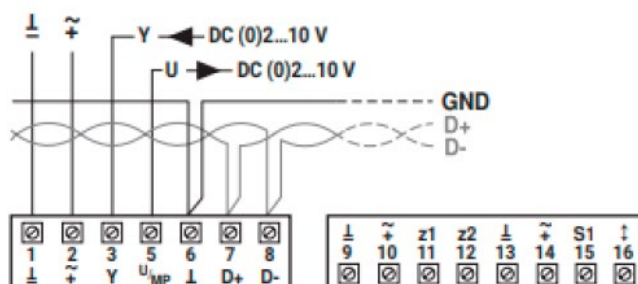 ⊥ ~
– +
Y DC (0)2...10 V
U DC (0)2...10 V
GND
D+
D-
1 2 3 5 6 7 8
⊥ ~+ Y U/MP ⊥ D+ D-
⊥ ~+ z1 z2 ⊥ ~+ S1 ↕
9 10 11 12 13 14 15 16